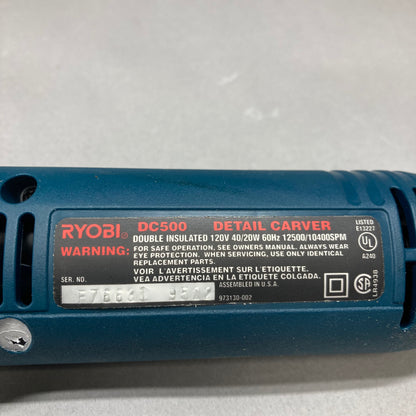 RYOBI® DC500 DETAIL CARVER
DOUBLE INSULATED 120V 40/20W 60Hz 12500/10400SPM
WARNING: FOR SAFE OPERATION, SEE OWNERS MANUAL. ALWAYS WEAR
EYE PROTECTION. WHEN SERVICING, USE ONLY IDENTICAL
REPLACEMENT PARTS.
VOIR L'AVERTISSEMENT SUR L'ETIQUETTE.
VEA ADVERTENCIA EN LA ETIQUETA COLGADA.
SER. NO.
ASSEMBLED IN U.S.A.
973130-002
LISTED
E13227
UL
A240
LR4938